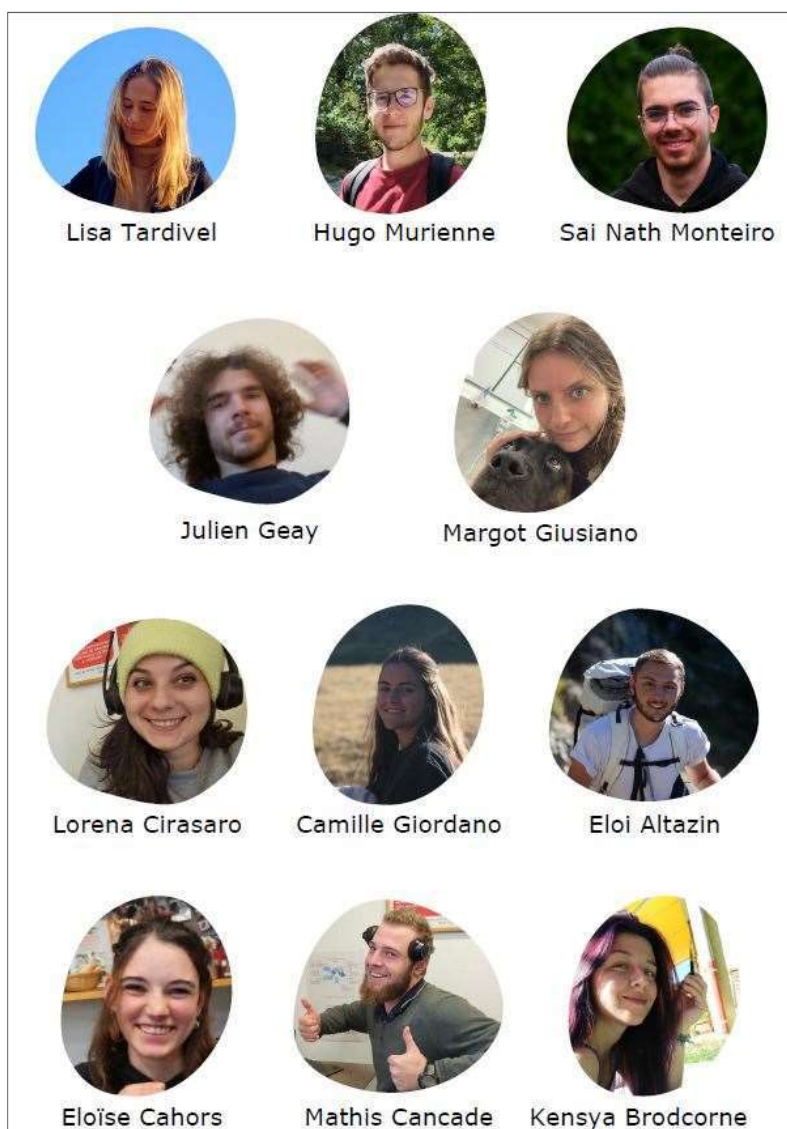 Lisa Tardivel
Hugo Murienne
Sai Nath Monteiro
Julien Geay
Margot Giusiano
Lorena Cirasaro
Camille Giordano
Eloi Altazin
Eloïse Cahors
Mathis Cancade
Kensya Brodcorne